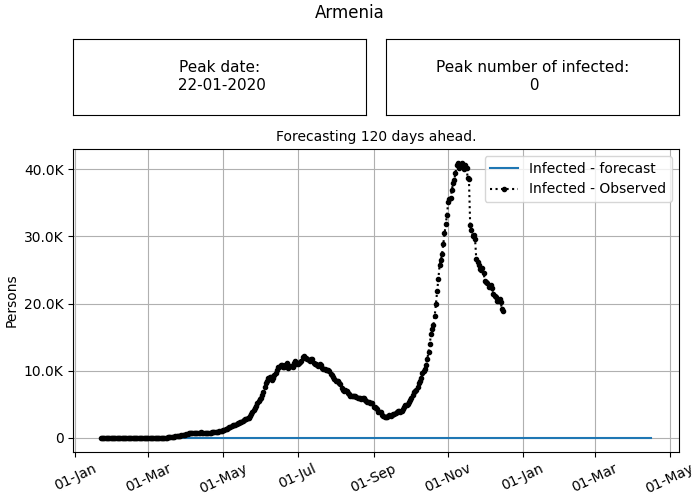 Armenia
Peak date:
22-01-2020
Peak number of infected:
0
Forecasting 120 days ahead.
Infected - forecast
Infected - Observed
Persons
40.0K
30.0K
20.0K
10.0K
0
01-Jan
01-Mar
01-May
01-Jul
01-Sep
01-Nov
01-Jan
01-Mar
01-May